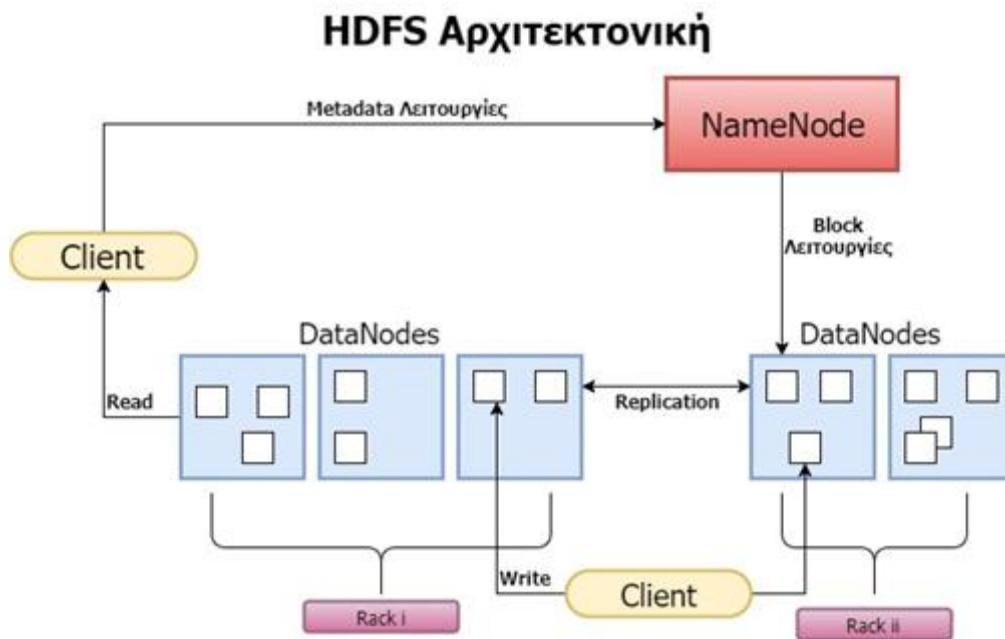 HDFS Αρχιτεκτονική
Metadata Λειτουργίες
NameNode
Block
Λειτουργίες
Client
DataNodes
DataNodes
Read
Replication
Write
Client
Rack i
Rack ii